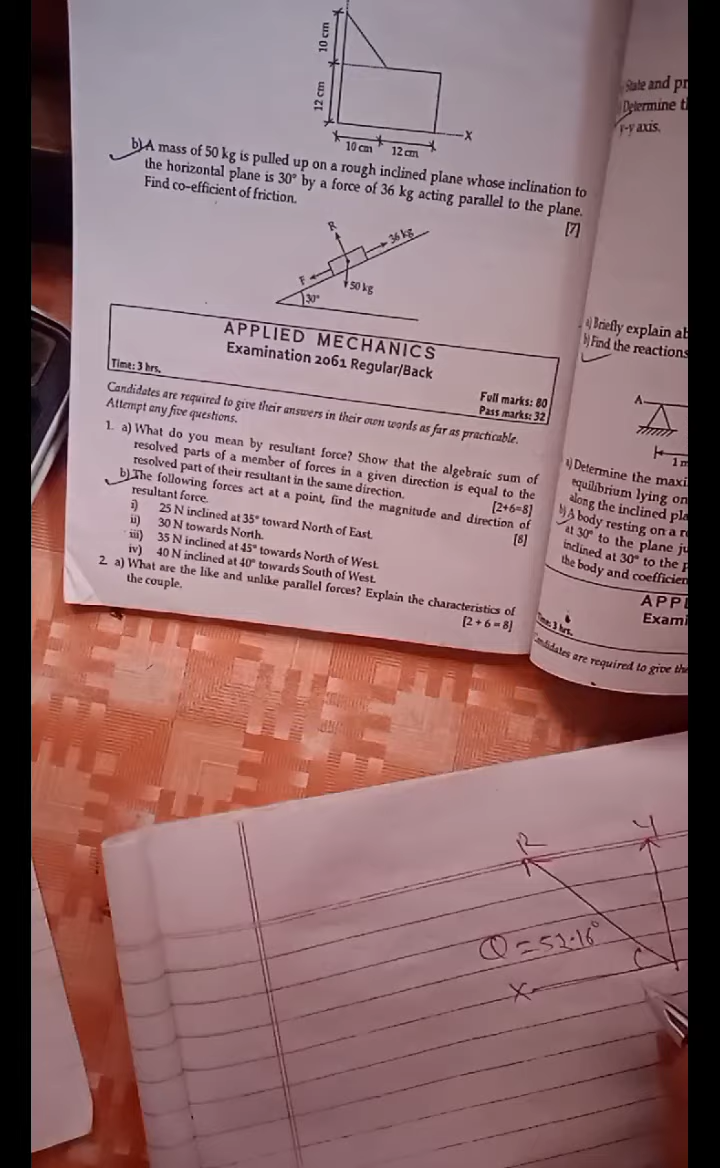 10 cm
12 cm
10 cm
12 cm
X
b) A mass of 50 kg is pulled up on a rough inclined plane whose inclination to
the horizontal plane is 30° by a force of 36 kg acting parallel to the plane.
Find co-efficient of friction.
[7]
R
36 kg
F
50 kg
30°
APPLIED MECHANICS
Examination 2061 Regular/Back
Time: 3 hrs.
Full marks: 80
Pass marks: 32
Candidates are required to give their answers in their own words as far as practicable.
Attempt any five questions.
1. a) What do you mean by resultant force? Show that the algebraic sum of
resolved parts of a member of forces in a given direction is equal to the
resolved part of their resultant in the same direction.
[2+6=8]
b) The following forces act at a point, find the magnitude and direction of
resultant force.
[8]
i) 25 N inclined at 35° toward North of East.
ii) 30 N towards North.
iii) 35 N inclined at 45° towards North of West.
iv) 40 N inclined at 40° towards South of West.
2. a) What are the like and unlike parallel forces? Explain the characteristics of
the couple.
[2+6=8]
State and pr
Determine t
y-y axis.
a) Briefly explain
b) Find the reactions
A
1 m
a) Determine the maxi
equilibrium lying on
along the inclined pla
b) A body resting on a r
at 30° to the plane
inclined at 30° to the
the body and coefficien
APPL
Exami
Time: 3 hrs.
Candidates are required to give the
R
Y
θ = 52.16°
X